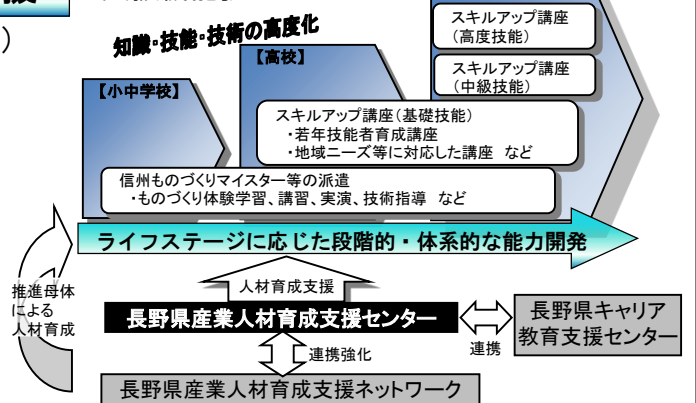 ）
知識・技能・技術の高度化
【小中学校】
【高校】
スキルアップ講座
（高度技能）
スキルアップ講座
（中級技能）
スキルアップ講座（基礎技能）
・若年技能者育成講座
・地域ニーズ等に対応した講座 など
信州ものづくりマイスター等の派遣
・ものづくり体験学習、講習、実演、技術指導 など
ライフステージに応じた段階的・体系的な能力開発
推進母体
による
人材育成
人材育成支援
長野県産業人材育成支援センター
連携
長野県キャリア
教育支援センター
連携強化
長野県産業人材育成支援ネットワーク